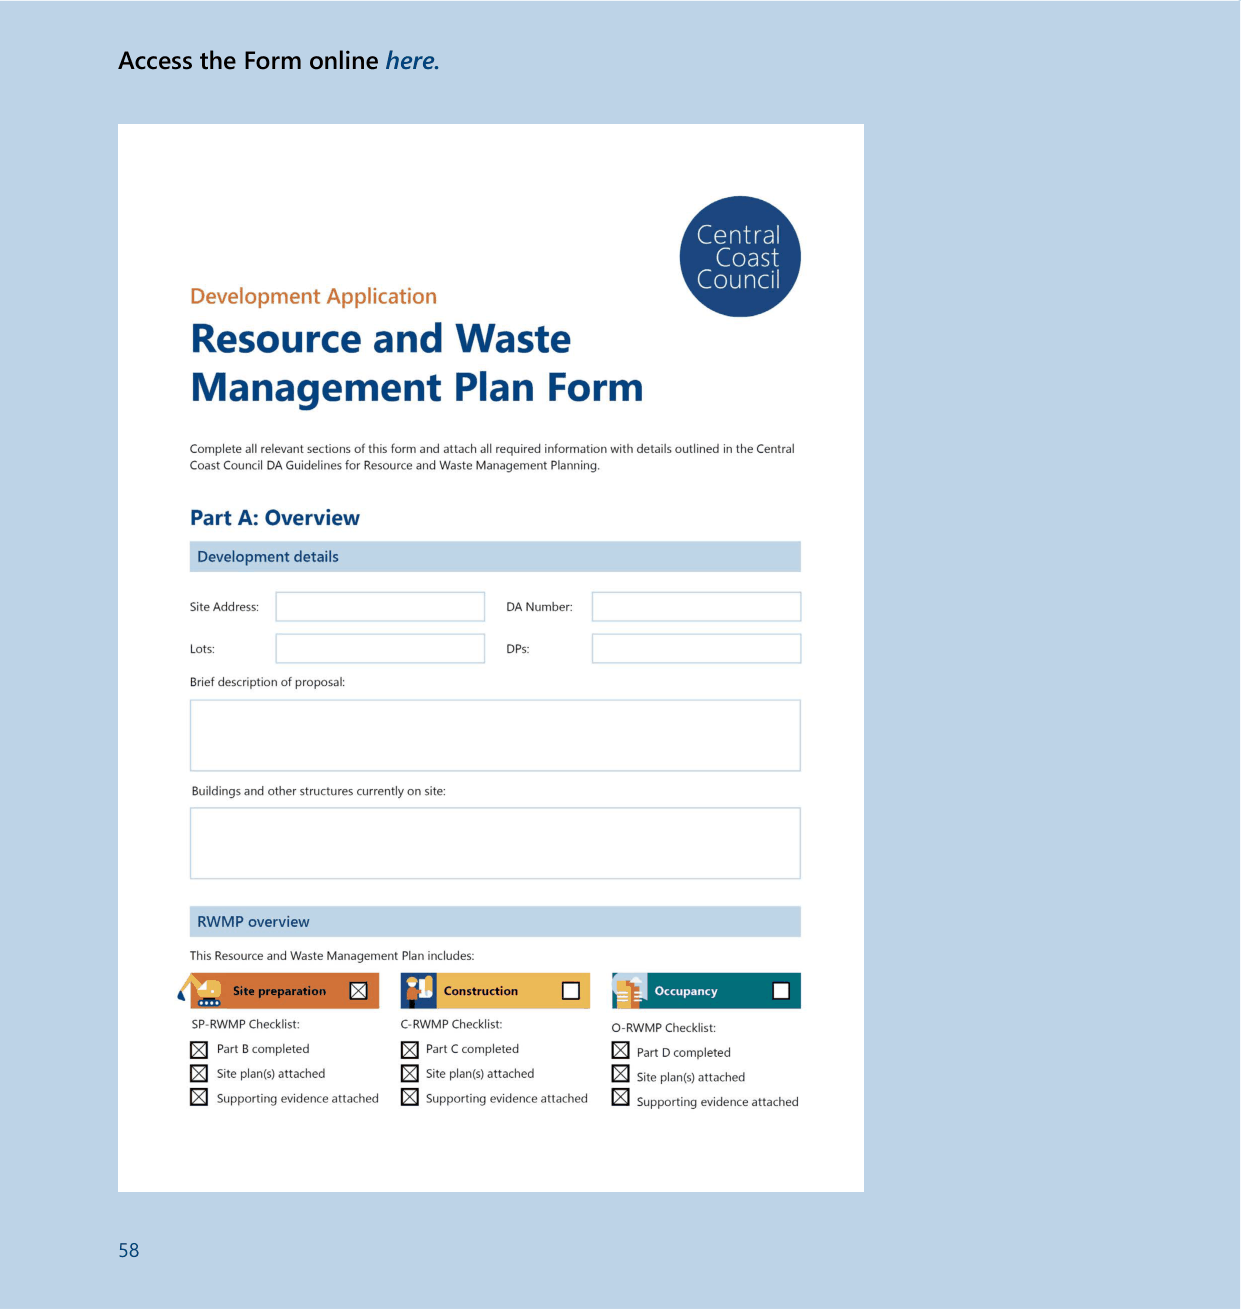 Access the Form online here.
Central
Coast
Council
Development Application
Resource and Waste
Management Plan Form
Complete all relevant sections of this form and attach all required information with details outlined in the Central
Coast Council DA Guidelines for Resource and Waste Management Planning.
Part A: Overview
Development details
Site Address:
DA Number:
Lots:
DPs:
Brief description of proposal:
Buildings and other structures currently on site:
RWMP overview
This Resource and Waste Management Plan includes:
Site preparation
SP-RWMP Checklist:
Part B completed
Site plan(s) attached
Supporting evidence attached
Construction
C-RWMP Checklist:
Part C completed
Site plan(s) attached
Supporting evidence attached
Occupancy
O-RWMP Checklist:
Part D completed
Site plan(s) attached
Supporting evidence attached
58